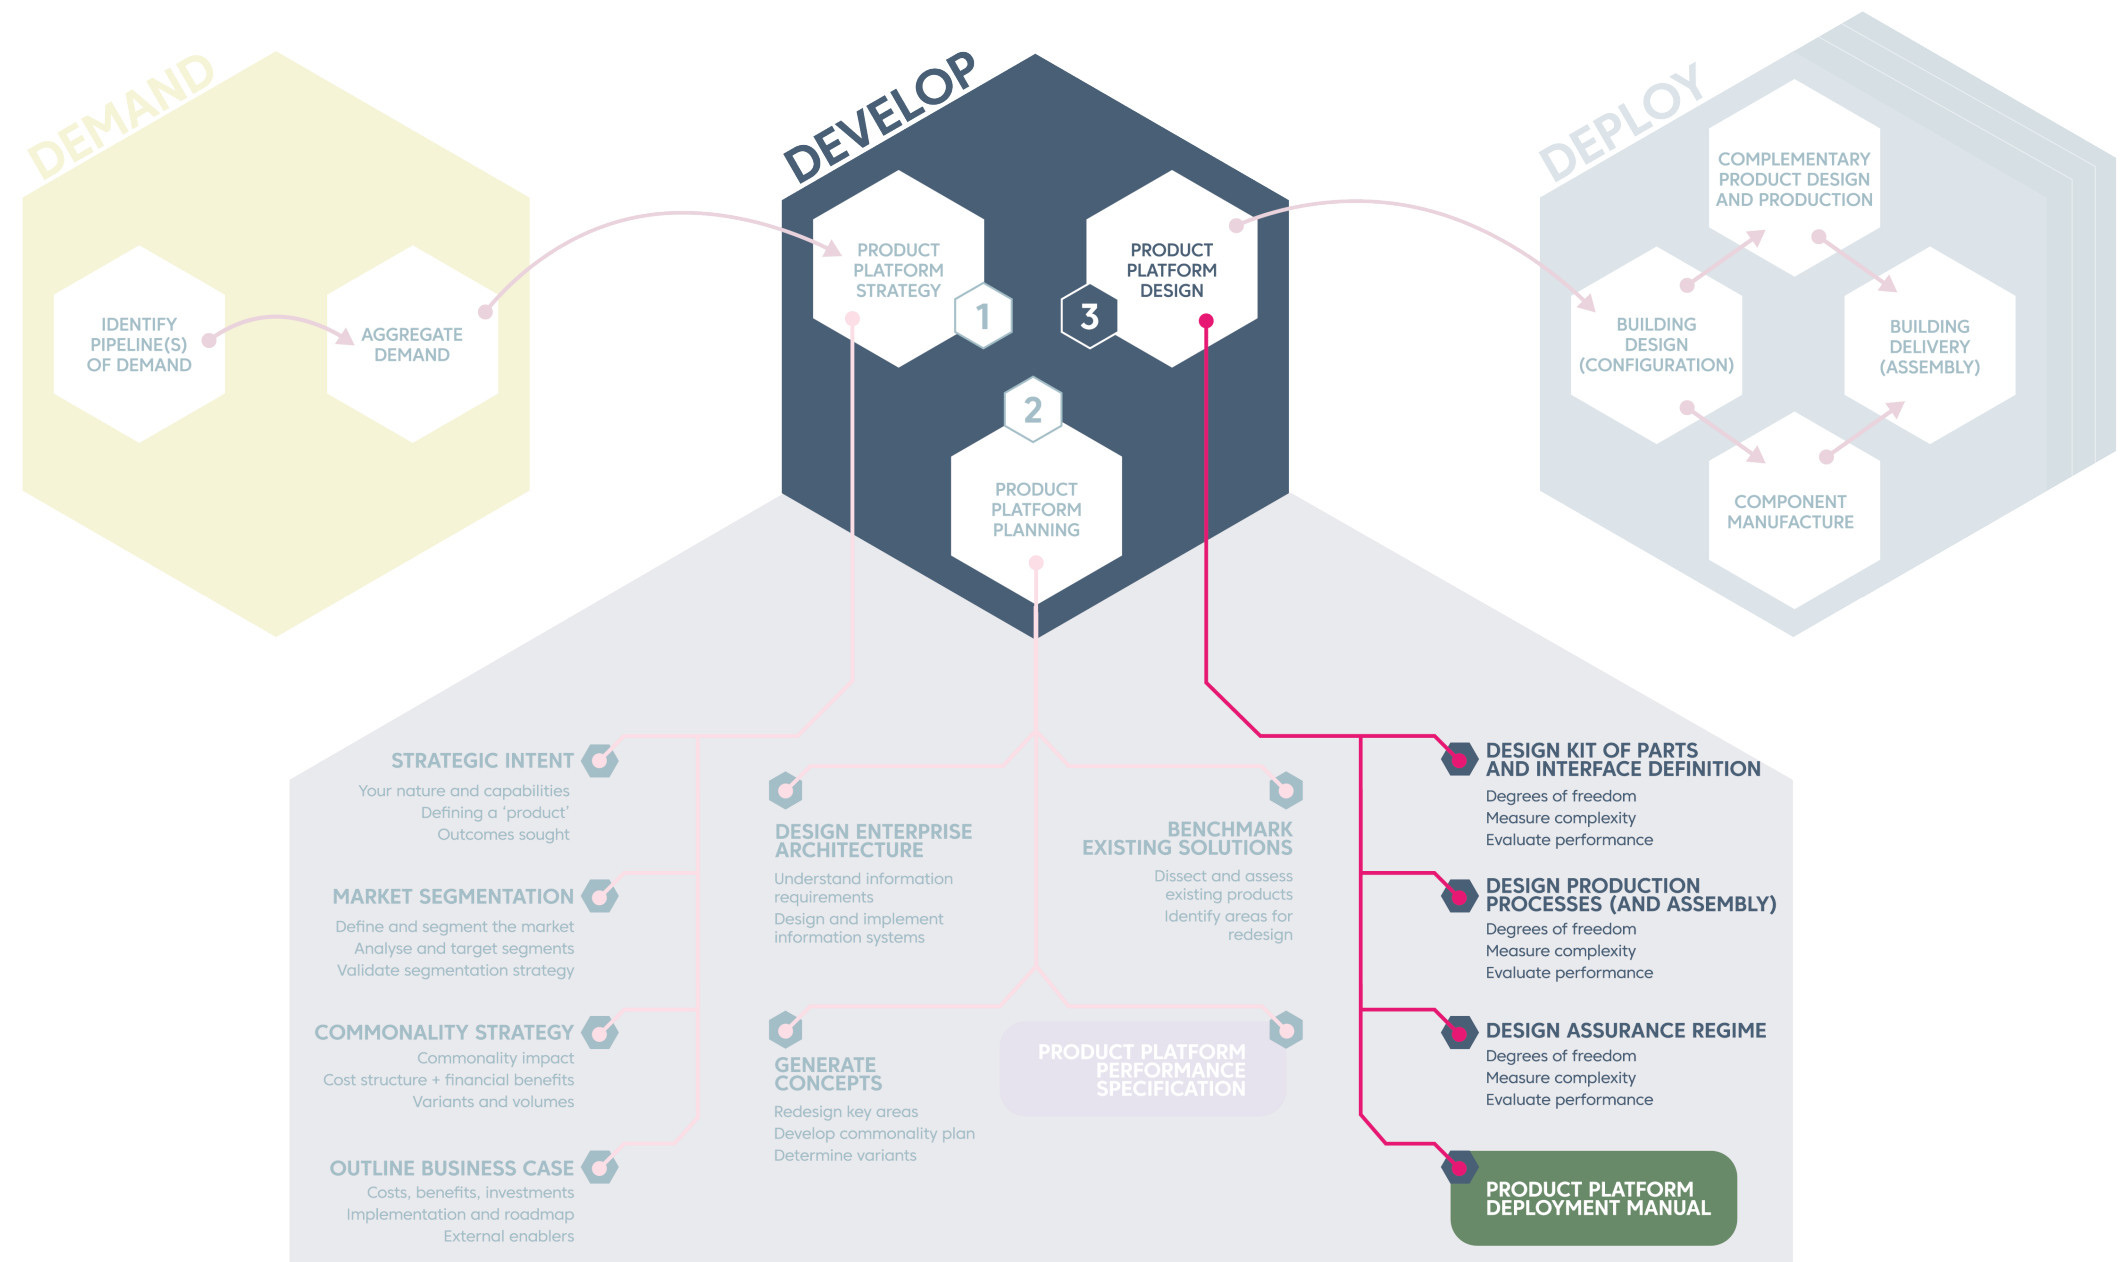 DEMAND
IDENTIFY
PIPELINE(S)
OF DEMAND
AGGREGATE
DEMAND
DEVELOP
PRODUCT
PLATFORM
STRATEGY
1
PRODUCT
PLATFORM
DESIGN
3
2
PRODUCT
PLATFORM
PLANNING
DEPLOY
COMPLEMENTARY
PRODUCT DESIGN
AND PRODUCTION
BUILDING
DESIGN
(CONFIGURATION)
BUILDING
DELIVERY
(ASSEMBLY)
COMPONENT
MANUFACTURE
STRATEGIC INTENT
Your nature and capabilities
Defining a ‘product’
Outcomes sought
MARKET SEGMENTATION
Define and segment the market
Analyse and target segments
Validate segmentation strategy
COMMONALITY STRATEGY
Commonality impact
Cost structure + financial benefits
Variants and volumes
OUTLINE BUSINESS CASE
Costs, benefits, investments
Implementation and roadmap
External enablers
DESIGN ENTERPRISE
ARCHITECTURE
Understand information
requirements
Design and implement
information systems
BENCHMARK
EXISTING SOLUTIONS
Dissect and assess
existing products
Identify areas for
redesign
GENERATE
CONCEPTS
Redesign key areas
Develop commonality plan
Determine variants
PRODUCT PLATFORM
PERFORMANCE
SPECIFICATION
DESIGN KIT OF PARTS
AND INTERFACE DEFINITION
Degrees of freedom
Measure complexity
Evaluate performance
DESIGN PRODUCTION
PROCESSES (AND ASSEMBLY)
Degrees of freedom
Measure complexity
Evaluate performance
DESIGN ASSURANCE REGIME
Degrees of freedom
Measure complexity
Evaluate performance
PRODUCT PLATFORM
DEPLOYMENT MANUAL